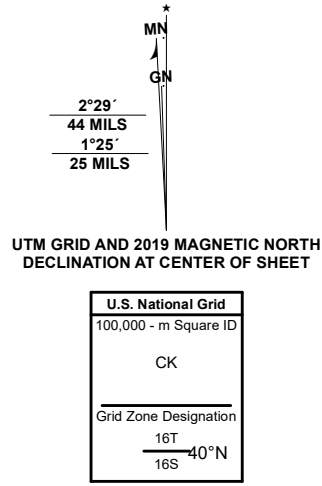 MN
GN
2°29´
44 MILS
1°25´
25 MILS
UTM GRID AND 2019 MAGNETIC NORTH
DECLINATION AT CENTER OF SHEET
U.S. National Grid
100,000 - m Square ID
CK
Grid Zone Designation
16T
40°N
16S